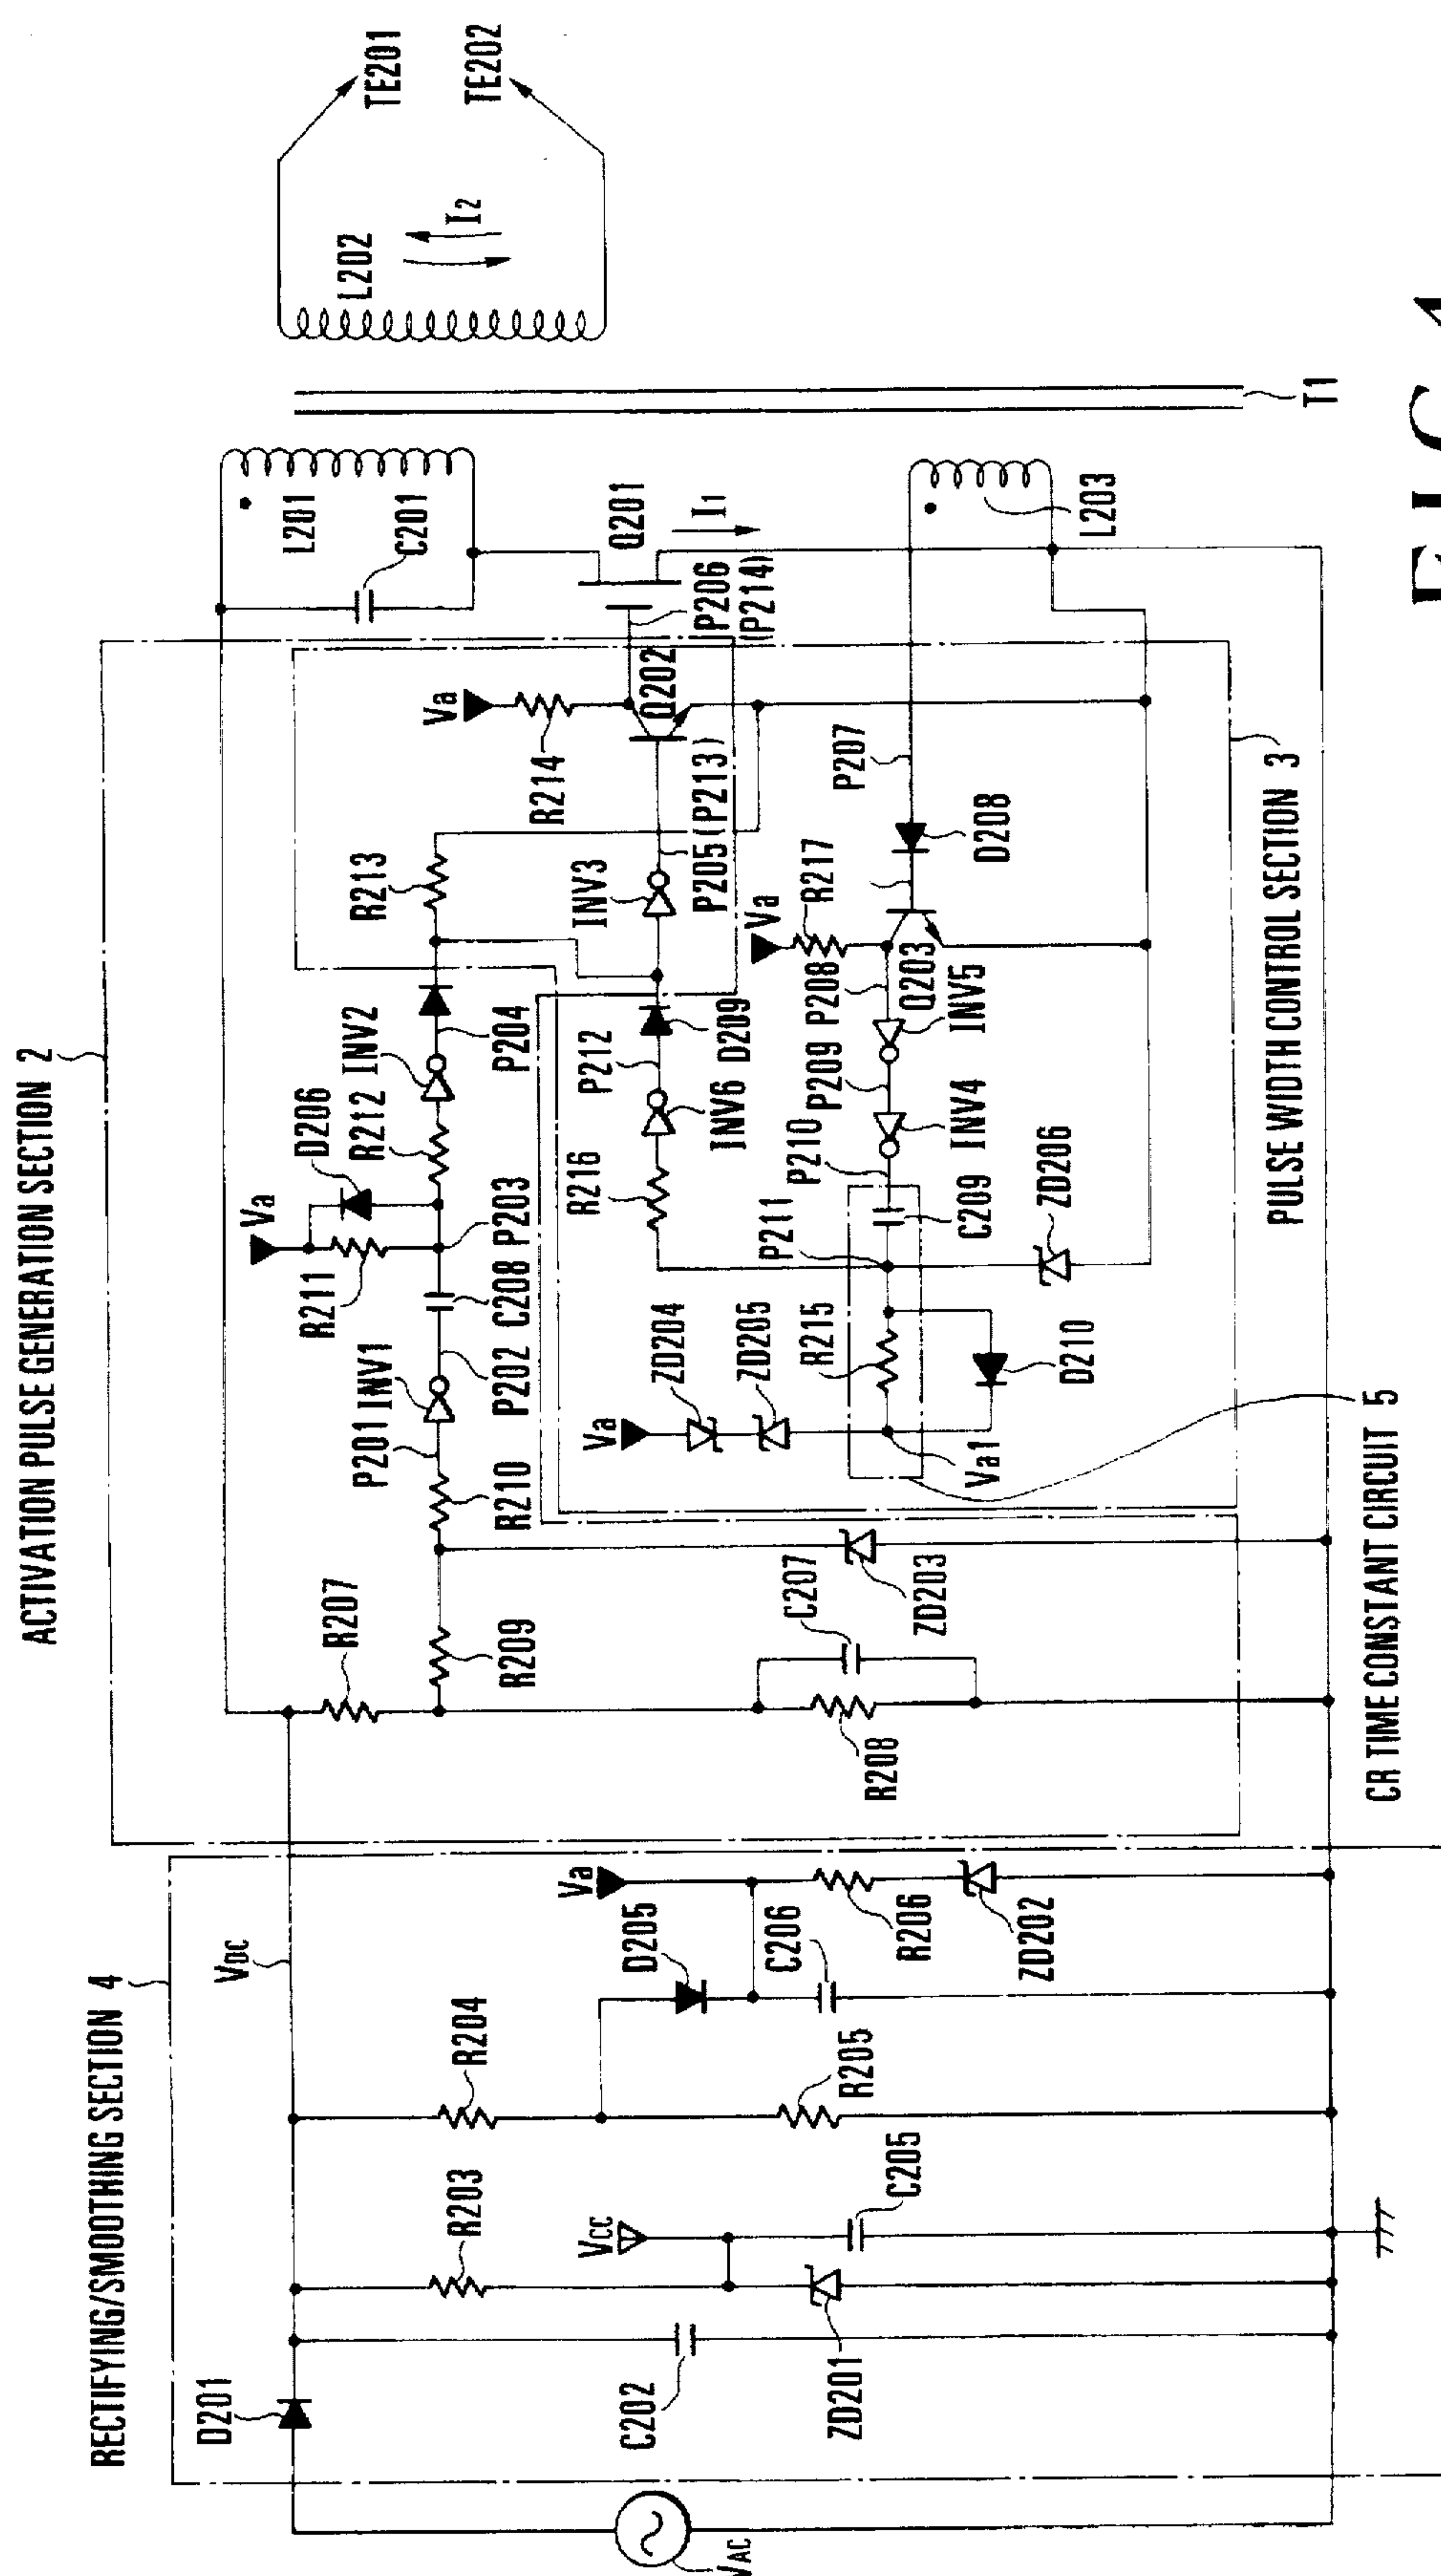 ACTIVATION PULSE GENERATION SECTION 2
RECTIFYING/SMOOTHING SECTION 4
PULSE WIDTH CONTROL SECTION 3
CR TIME CONSTANT CIRCUIT 5
VAC
D201
C202
R203
ZD201
VCC
C205
R204
R205
D205
C206
Va
R206
ZD202
VDC
R207
R208
C207
R209
ZD203
R210
P201
INV1
P202
C208
P203
R211
Va
D206
R212
INV2
P204
R213
Va
R214
Q202
INV3
P205 (P213)
P206
(P214)
Q201
I1
L201
C201
T1
L202
I2
TE201
TE202
L203
P207
D208
Va
R217
Q203
P208
INV5
P209
INV4
P210
C209
P211
R215
D210
Va1
Va
ZD204
ZD205
ZD206
R216
INV6
P212
D209